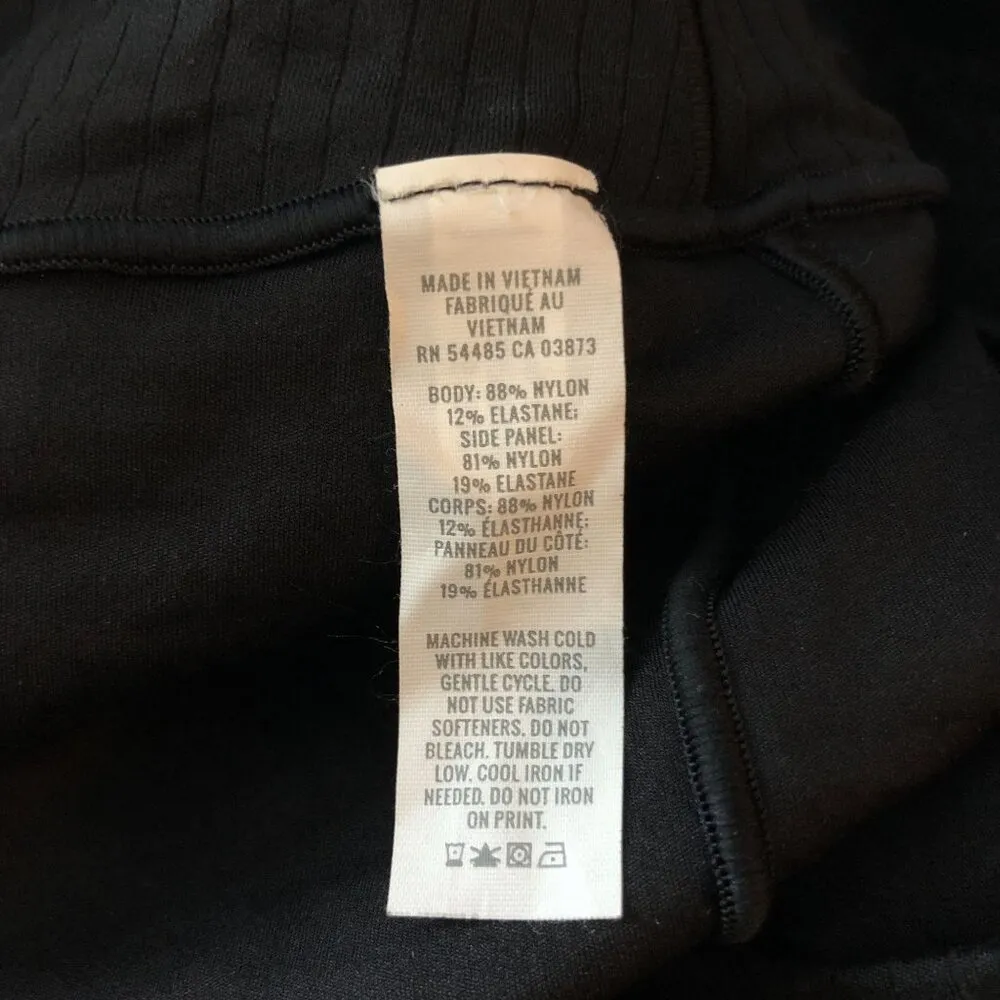 MADE IN VIETNAM
FABRIQUÉ AU
VIETNAM
RN 54485 CA 03873
BODY: 88% NYLON
12% ELASTANE;
SIDE PANEL:
81% NYLON
19% ELASTANE
CORPS: 88% NYLON
12% ÉLASTHANNE;
PANNEAU DU CÔTÉ:
81% NYLON
19% ÉLASTHANNE
MACHINE WASH COLD
WITH LIKE COLORS,
GENTLE CYCLE. DO
NOT USE FABRIC
SOFTENERS. DO NOT
BLEACH. TUMBLE DRY
LOW. COOL IRON IF
NEEDED. DO NOT IRON
ON PRINT.